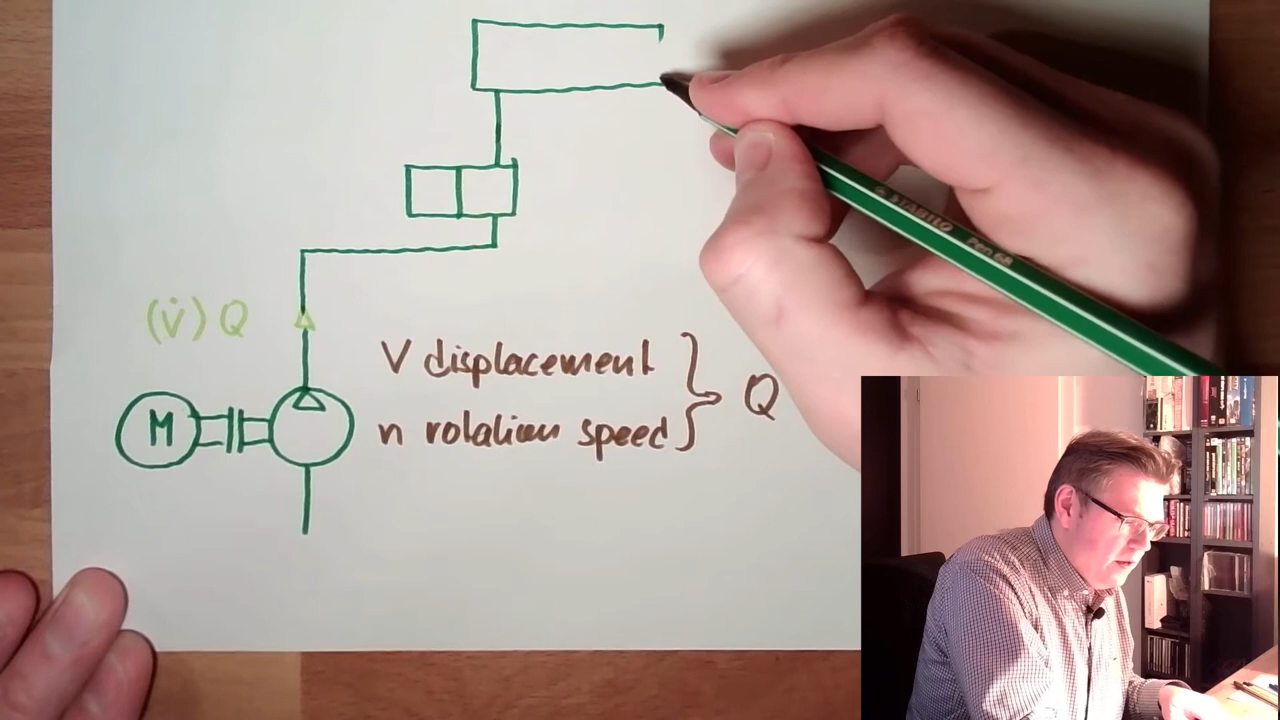 STABILO Pen 68
(V̇) Q
V displacement
n rotation speed } Q
M